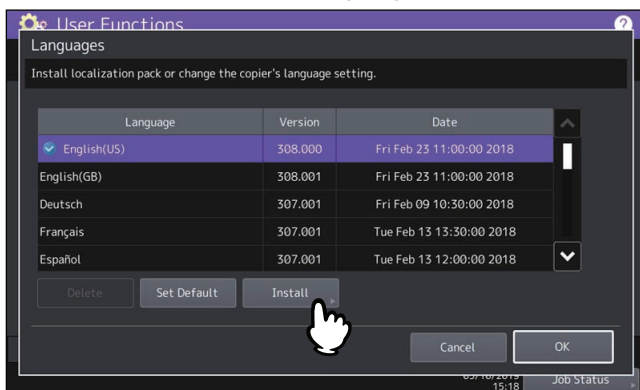 User Functions
?
Languages
Install localization pack or change the copier's language setting.
Language Version Date
English(US) 308.000 Fri Feb 23 11:00:00 2018
English(GB) 308.001 Fri Feb 23 11:00:00 2018
Deutsch 307.001 Fri Feb 09 10:30:00 2018
Français 307.001 Tue Feb 13 13:30:00 2018
Español 307.001 Tue Feb 13 12:00:00 2018
Delete Set Default Install
Cancel OK
15:18 Job Status